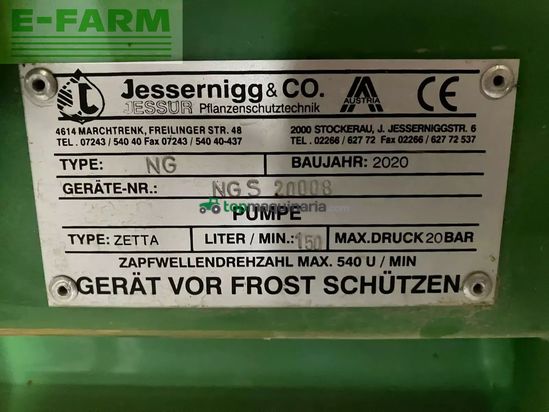 E-FARM
Jessernigg & CO.
JESSÜR Pflanzenschutztechnik
AUSTRIA
CE
4614 MARCHTRENK, FREILINGER STR. 48
TEL. 07243 / 540 40 Fax 07243 / 540 40-437
2000 STOCKERAU, J. JESSERNIGGSTR. 6
TEL. 02266 / 627 72 Fax 02266 / 627 72 537
TYPE: NG BAUJAHR: 2020
GERÄTE-NR.: NGS 20008
topmaquinaria
PUMPE
TYPE: ZETTA LITER / MIN.: 150 MAX. DRUCK 20 BAR
ZAPFWELLENDREHZAHL MAX. 540 U / MIN
GERÄT VOR FROST SCHÜTZEN